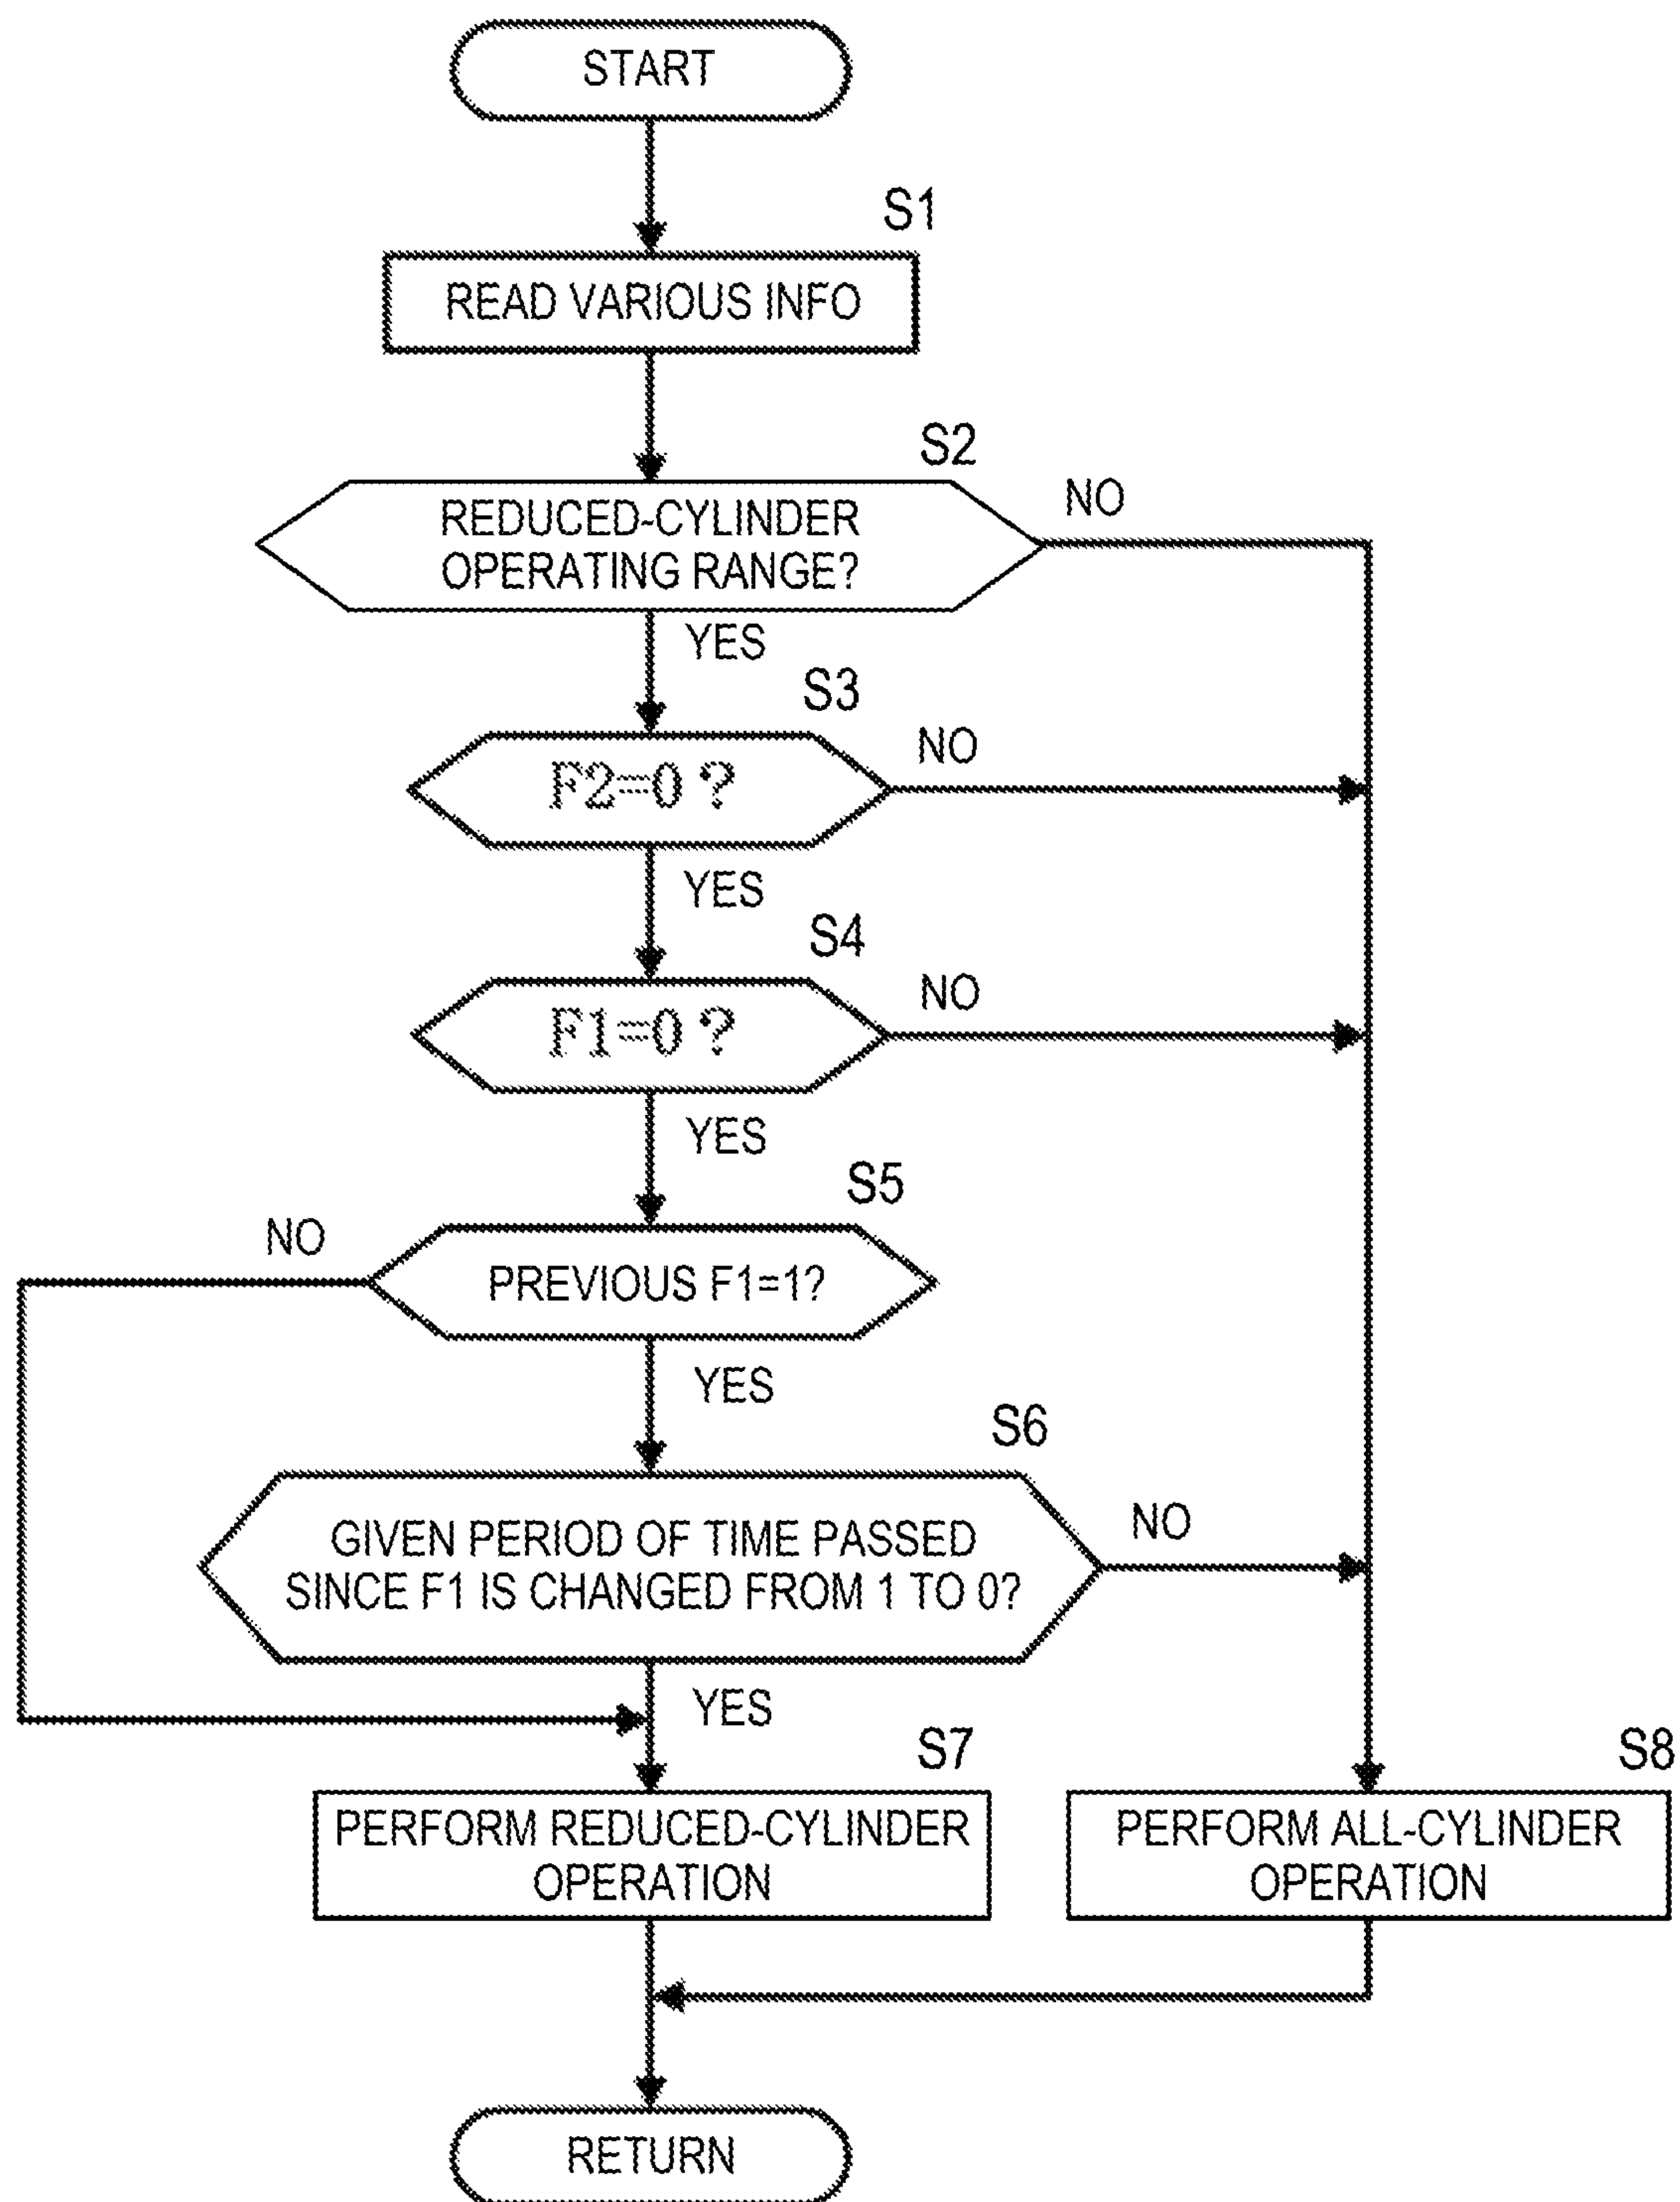 START
S1
READ VARIOUS INFO
S2
REDUCED-CYLINDER
OPERATING RANGE?
NO
YES
S3
F2=0 ?
NO
YES
S4
F1=0 ?
NO
YES
S5
NO
PREVIOUS F1=1?
YES
S6
GIVEN PERIOD OF TIME PASSED
SINCE F1 IS CHANGED FROM 1 TO 0?
NO
YES
S7
PERFORM REDUCED-CYLINDER
OPERATION
S8
PERFORM ALL-CYLINDER
OPERATION
RETURN